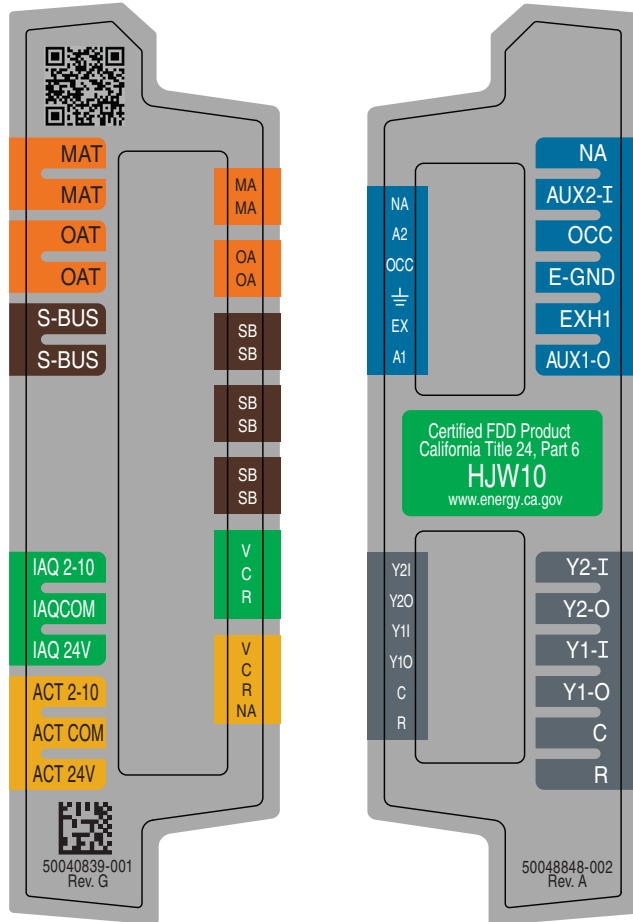 MAT
MAT
OAT
OAT
S-BUS
S-BUS
IAQ 2-10
IAQCOM
IAQ 24V
ACT 2-10
ACT COM
ACT 24V
MA
MA
OA
OA
SB
SB
SB
SB
SB
SB
V
C
R
V
C
R
NA
50040839-001
Rev. G
NA
A2
OCC
EX
A1
NA
AUX2-I
OCC
E-GND
EXH1
AUX1-O
Certified FDD Product
California Title 24, Part 6
HJW10
www.energy.ca.gov
Y2I
Y2O
Y1I
Y1O
C
R
Y2-I
Y2-O
Y1-I
Y1-O
C
R
50048848-002
Rev. A